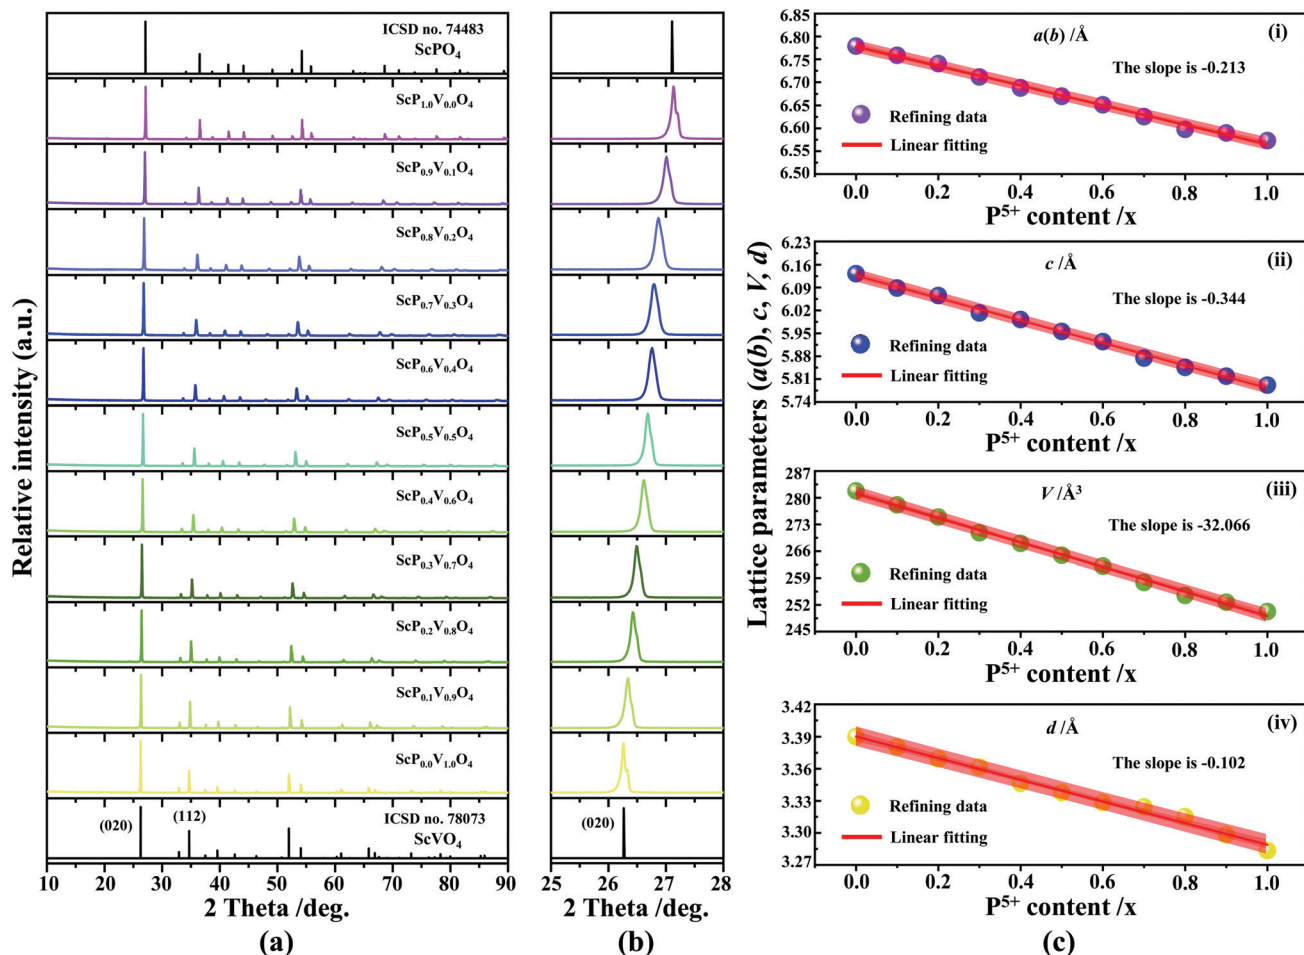 Relative intensity (a.u.)
ICSD no. 74483
ScPO₄
ScP₁.₀V₀.₀O₄
ScP₀.₉V₀.₁O₄
ScP₀.₈V₀.₂O₄
ScP₀.₇V₀.₃O₄
ScP₀.₆V₀.₄O₄
ScP₀.₅V₀.₅O₄
ScP₀.₄V₀.₆O₄
ScP₀.₃V₀.₇O₄
ScP₀.₂V₀.₈O₄
ScP₀.₁V₀.₉O₄
ScP₀.₀V₁.₀O₄
(020) (112) ICSD no. 78073
ScVO₄
10 20 30 40 50 60 70 80 90
2 Theta /deg.
(a)
(020)
25 26 27 28
2 Theta /deg.
(b)
Lattice parameters (a(b), c, V, d)
6.85
6.80
6.75
6.70
6.65
6.60
6.55
6.50
a(b) /Å (i)
The slope is -0.213
Refining data
Linear fitting
0.0 0.2 0.4 0.6 0.8 1.0
P⁵⁺ content /x
6.23
6.16
6.09
6.02
5.95
5.88
5.81
5.74
c /Å (ii)
The slope is -0.344
Refining data
Linear fitting
0.0 0.2 0.4 0.6 0.8 1.0
P⁵⁺ content /x
287
280
273
266
259
252
245
V /Å³ (iii)
The slope is -32.066
Refining data
Linear fitting
0.0 0.2 0.4 0.6 0.8 1.0
P⁵⁺ content /x
3.42
3.39
3.36
3.33
3.30
3.27
d /Å (iv)
The slope is -0.102
Refining data
Linear fitting
0.0 0.2 0.4 0.6 0.8 1.0
P⁵⁺ content /x
(c)